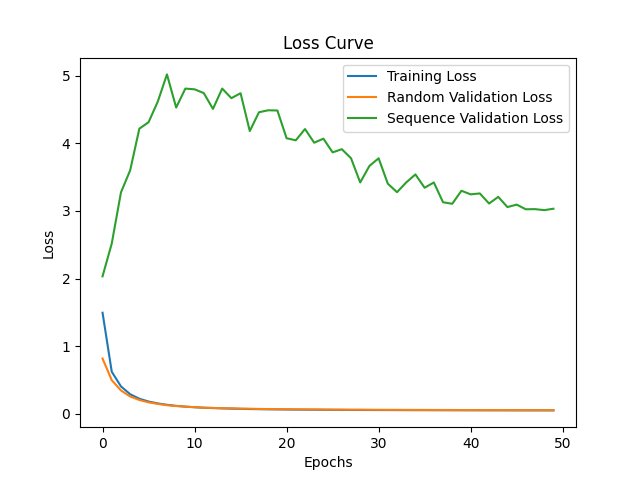 Loss Curve
Training Loss
Random Validation Loss
Sequence Validation Loss
Loss
5
4
3
2
1
0
0 10 20 30 40 50
Epochs